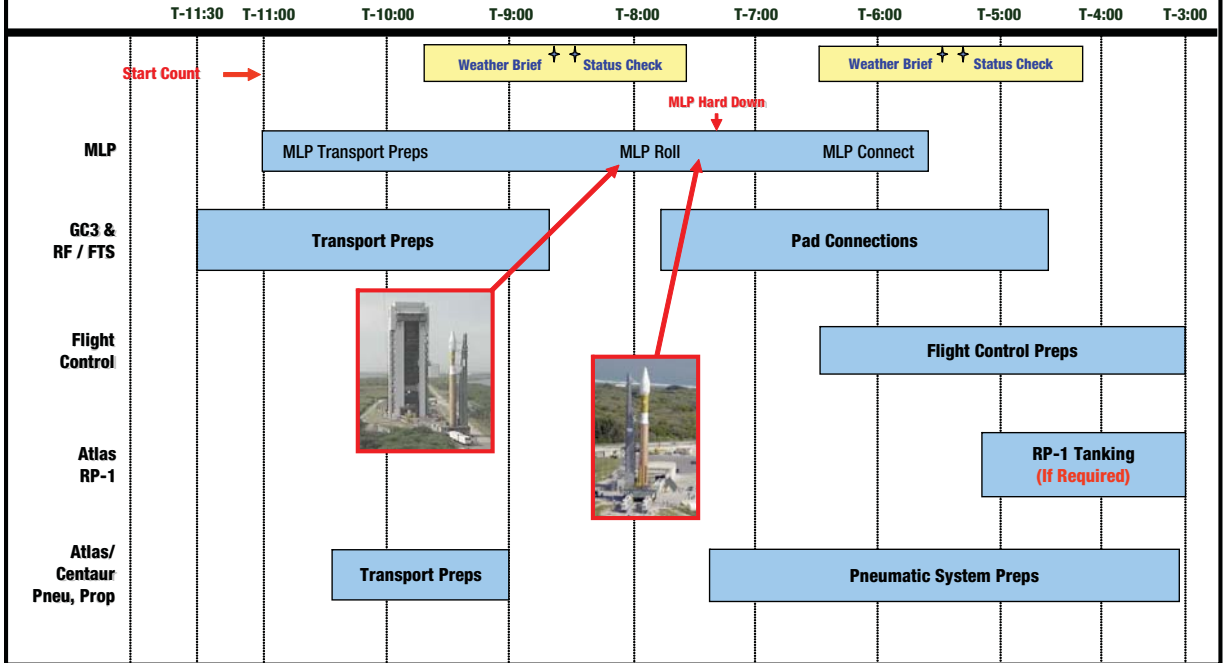 T-11:30 T-11:00 T-10:00 T-9:00 T-8:00 T-7:00 T-6:00 T-5:00 T-4:00 T-3:00
Weather Brief Status Check Weather Brief Status Check
Start Count
MLP Hard Down
MLP
MLP Transport Preps MLP Roll MLP Connect
GC3 &
RF / FTS
Transport Preps Pad Connections
Flight
Control
Flight Control Preps
Atlas
RP-1
RP-1 Tanking
(If Required)
Atlas/
Centaur
Pneu, Prop
Transport Preps Pneumatic System Preps